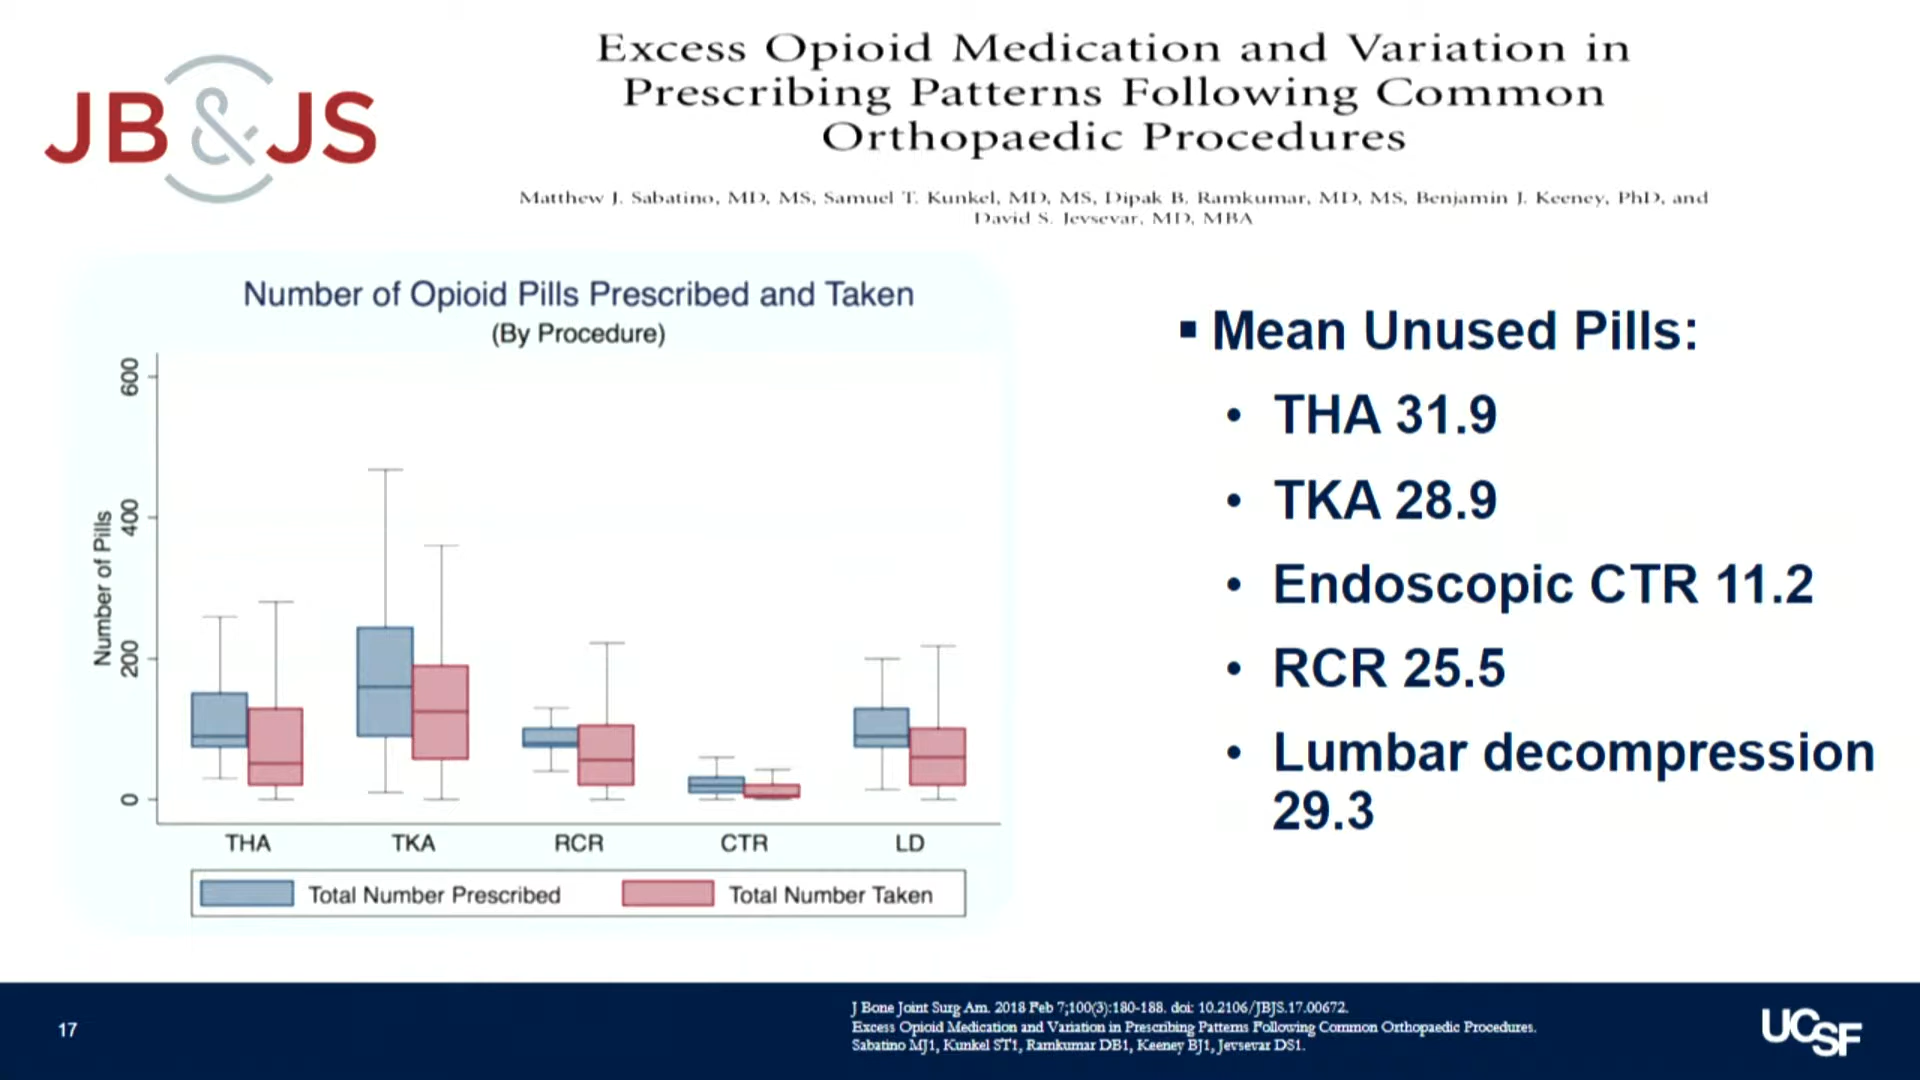 JB&JS
Excess Opioid Medication and Variation in
Prescribing Patterns Following Common
Orthopaedic Procedures
Matthew J. Sabatino, MD, MS, Samuel T. Kunkel, MD, MS, Dipak B. Ramkumar, MD, MS, Benjamin J. Keeney, PhD, and
David S. Jevsevar, MD, MBA
Number of Opioid Pills Prescribed and Taken
(By Procedure)
Number of Pills
600
400
200
0
THA TKA RCR CTR LD
Total Number Prescribed Total Number Taken
▪ Mean Unused Pills:
• THA 31.9
• TKA 28.9
• Endoscopic CTR 11.2
• RCR 25.5
• Lumbar decompression
29.3
17
J Bone Joint Surg Am. 2018 Feb 7;100(3):180-188. doi: 10.2106/JBJS.17.00672.
Excess Opioid Medication and Variation in Prescribing Patterns Following Common Orthopaedic Procedures.
Sabatino MJ1, Kunkel ST1, Ramkumar DB1, Keeney BJ1, Jevsevar DS1.
UCSF